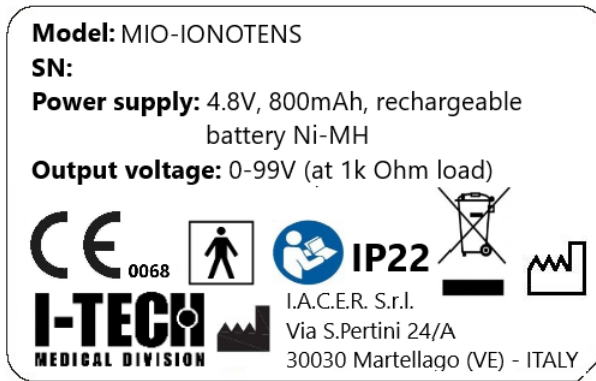 Model: MIO-IONOTENS
SN:
Power supply: 4.8V, 800mAh, rechargeable
battery Ni-MH
Output voltage: 0-99V (at 1k Ohm load)
CE 0068
IP22
I-TECH
MEDICAL DIVISION
I.A.C.E.R. S.r.l.
Via S.Pertini 24/A
30030 Martellago (VE) - ITALY